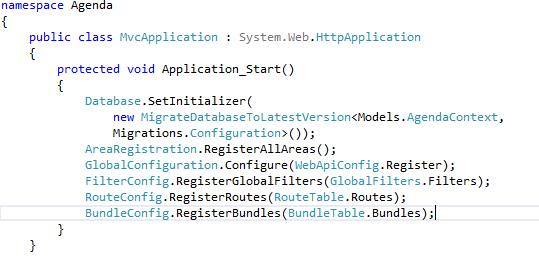 namespace Agenda
{
public class MvcApplication : System.Web.HttpApplication
{
protected void Application_Start()
{
Database.SetInitializer(
new MigrateDatabaseToLatestVersion<Models.AgendaContext,
Migrations.Configuration>());
AreaRegistration.RegisterAllAreas();
GlobalConfiguration.Configure(WebApiConfig.Register);
FilterConfig.RegisterGlobalFilters(GlobalFilters.Filters);
RouteConfig.RegisterRoutes(RouteTable.Routes);
BundleConfig.RegisterBundles(BundleTable.Bundles);
}
}